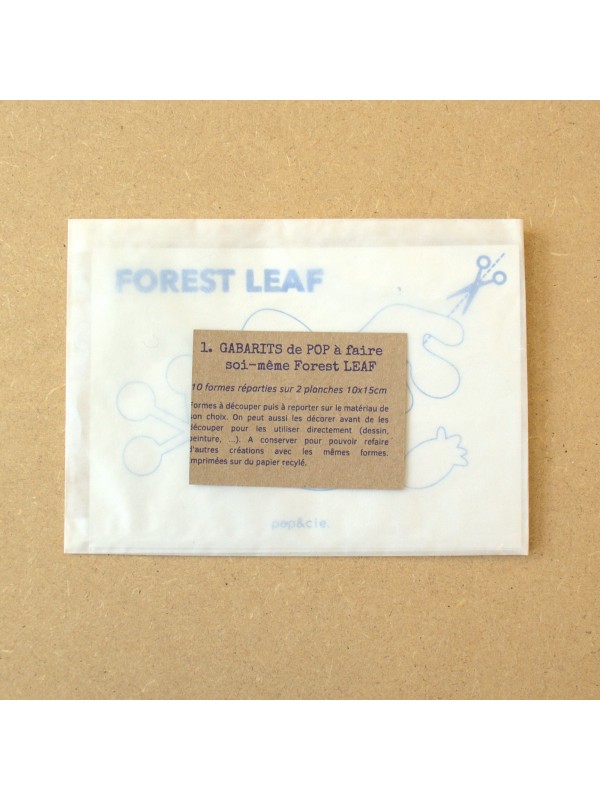 FOREST LEAF
1. GABARITS de POP à faire
soi-même Forest LEAF
10 formes réparties sur 2 planches 10x15cm
Formes à découper puis à reporter sur le matériau de
son choix. On peut aussi les décorer avant de les
découper pour les utiliser directement (dessin,
peinture, ...). A conserver pour pouvoir refaire
d'autres créations avec les mêmes formes.
Imprimées sur du papier recylé.
pop&cie.